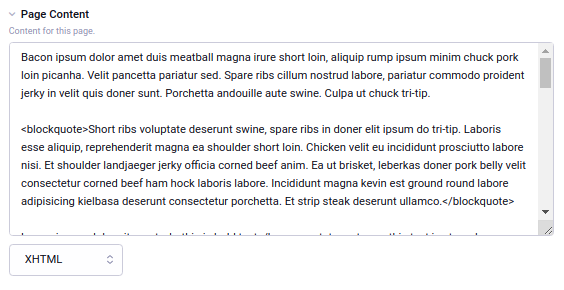 Page Content
Content for this page.
Bacon ipsum dolor amet duis meatball magna irure short loin, aliquip rump ipsum minim chuck pork
loin picanha. Velit pancetta pariatur sed. Spare ribs cillum nostrud labore, pariatur commodo proident
jerky in velit quis doner sunt. Porchetta andouille aute swine. Culpa ut chuck tri-tip.
<blockquote>Short ribs voluptate deserunt swine, spare ribs in doner elit ipsum do tri-tip. Laboris
esse aliquip, reprehenderit magna ea shoulder short loin. Chicken velit eu incididunt prosciutto labore
nisi. Et shoulder landjaeger jerky officia corned beef anim. Ea ut brisket, leberkas doner pork belly velit
consectetur corned beef ham hock laboris labore. Incididunt magna kevin est ground round labore
adipisicing kielbasa deserunt consectetur porchetta. Et strip steak deserunt ullamco.</blockquote>
XHTML